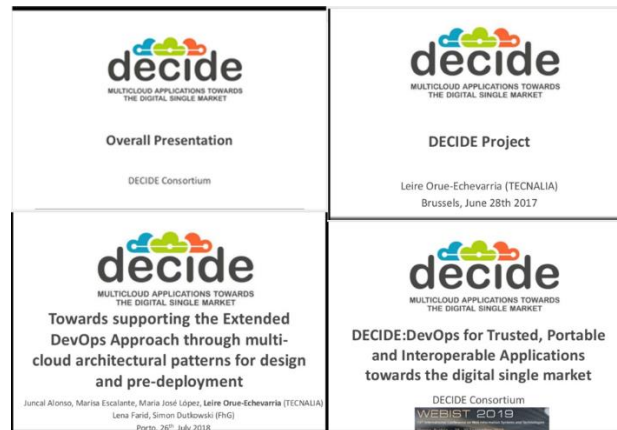 decide
MULTICLOUD APPLICATIONS TOWARDS
THE DIGITAL SINGLE MARKET
Overall Presentation
DECIDE Consortium
decide
MULTICLOUD APPLICATIONS TOWARDS
THE DIGITAL SINGLE MARKET
DECIDE Project
Leire Orue-Echevarria (TECNALIA)
Brussels, June 28th 2017
decide
MULTICLOUD APPLICATIONS TOWARDS
THE DIGITAL SINGLE MARKET
Towards supporting the Extended
DevOps Approach through multi-
cloud architectural patterns for design
and pre-deployment
Juncal Alonso, Marisa Escalante, Maria José López, Leire Orue-Echevarria (TECNALIA)
Lena Farid, Simon Dutkowski (FhG)
Porto, 26th July 2018
decide
MULTICLOUD APPLICATIONS TOWARDS
THE DIGITAL SINGLE MARKET
DECIDE:DevOps for Trusted, Portable
and Interoperable Applications
towards the digital single market
DECIDE Consortium
WEBIST 2019